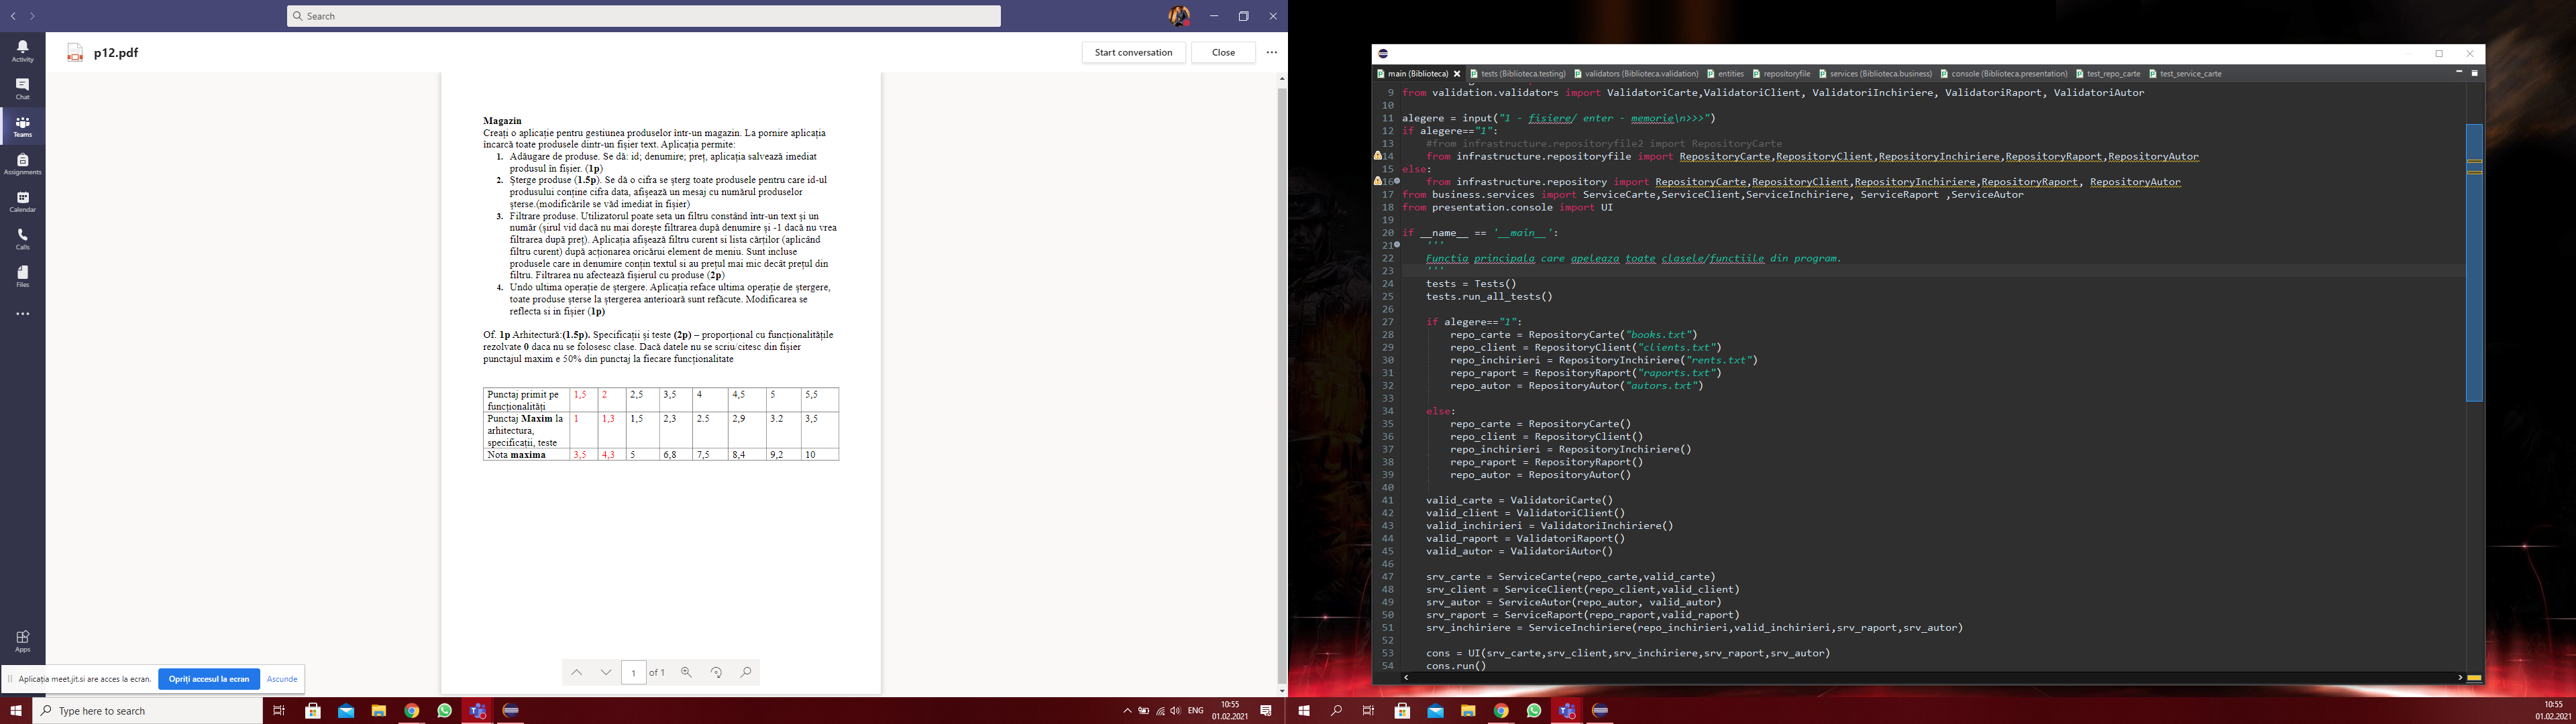 Search
Activity
Chat
Teams
Assignments
Calendar
Calls
Files
Apps
p12.pdf
Start conversation
Close
Magazin
Creați o aplicație pentru gestiunea produselor într-un magazin. La pornire aplicația
încarcă toate produsele dintr-un fișier text. Aplicația permite:
1. Adăugare de produse. Se dă: id; denumire; preț, aplicația salvează imediat
produsul în fișier. (1p)
2. Șterge produse (1.5p). Se dă o cifra se șterg toate produsele pentru care id-ul
produsului conține cifra data, afișează un mesaj cu numărul produselor
șterse.(modificările se văd imediat în fișier)
3. Filtrare produse. Utilizatorul poate seta un filtru constând într-un text și un
număr (șirul vid dacă nu mai dorește filtrarea după denumire și -1 dacă nu vrea
filtrarea după preț). Aplicația afișează filtru curent si lista cărților (aplicând
filtru curent) după acționarea oricărui element de meniu. Sunt incluse
produsele care in denumire conțin textul si au prețul mai mic decât prețul din
filtru. Filtrarea nu afectează fișierul cu produse (2p)
4. Undo ultima operație de ștergere. Aplicația reface ultima operație de ștergere,
toate produse șterse la ștergerea anterioară sunt refăcute. Modificarea se
reflecta si in fișier (1p)
Of. 1p Arhitectură:(1.5p). Specificații și teste (2p) – proporțional cu funcționalitățile
rezolvate 0 daca nu se folosesc clase. Dacă datele nu se scriu/citesc din fișier
punctajul maxim e 50% din punctaj la fiecare funcționalitate
Punctaj primit pe
funcționalități
1,5 2 2,5 3,5 4 4,5 5 5,5
Punctaj Maxim la
arhitectura,
specificații, teste
1 1,3 1,5 2,3 2.5 2,9 3.2 3,5
Nota maxima 3,5 4,3 5 6,8 7,5 8,4 9,2 10
1 of 1
Aplicația meet.jit.si are acces la ecran.
Opriți accesul la ecran
Ascunde
Type here to search
ENG
10:55
01.02.2021
main (Biblioteca)
tests (Biblioteca.testing)
validators (Biblioteca.validation)
entities
repositoryfile
services (Biblioteca.business)
console (Biblioteca.presentation)
test_repo_carte
test_service_carte
9 from validation.validators import ValidatoriCarte,ValidatoriClient, ValidatoriInchiriere, ValidatoriRaport, ValidatoriAutor
10
11 alegere = input("1 - fisiere/ enter - memorie\n>>>")
12 if alegere=="1":
13     #from infrastructure.repositoryfile2 import RepositoryCarte
14     from infrastructure.repositoryfile import RepositoryCarte,RepositoryClient,RepositoryInchiriere,RepositoryRaport,RepositoryAutor
15 else:
16     from infrastructure.repository import RepositoryCarte,RepositoryClient,RepositoryInchiriere,RepositoryRaport, RepositoryAutor
17 from business.services import ServiceCarte,ServiceClient,ServiceInchiriere, ServiceRaport ,ServiceAutor
18 from presentation.console import UI
19
20 if __name__ == '__main__':
21     '''
22     Functia principala care apeleaza toate clasele/functiile din program.
23     '''
24     tests = Tests()
25     tests.run_all_tests()
26
27     if alegere=="1":
28         repo_carte = RepositoryCarte("books.txt")
29         repo_client = RepositoryClient("clients.txt")
30         repo_inchirieri = RepositoryInchiriere("rents.txt")
31         repo_raport = RepositoryRaport("raports.txt")
32         repo_autor = RepositoryAutor("autors.txt")
33
34     else:
35         repo_carte = RepositoryCarte()
36         repo_client = RepositoryClient()
37         repo_inchirieri = RepositoryInchiriere()
38         repo_raport = RepositoryRaport()
39         repo_autor = RepositoryAutor()
40
41     valid_carte = ValidatoriCarte()
42     valid_client = ValidatoriClient()
43     valid_inchirieri = ValidatoriInchiriere()
44     valid_raport = ValidatoriRaport()
45     valid_autor = ValidatoriAutor()
46
47     srv_carte = ServiceCarte(repo_carte,valid_carte)
48     srv_client = ServiceClient(repo_client,valid_client)
49     srv_autor = ServiceAutor(repo_autor, valid_autor)
50     srv_raport = ServiceRaport(repo_raport,valid_raport)
51     srv_inchiriere = ServiceInchiriere(repo_inchirieri,valid_inchirieri,srv_raport,srv_autor)
52
53     cons = UI(srv_carte,srv_client,srv_inchiriere,srv_raport,srv_autor)
54     cons.run()
10:55
01.02.2021